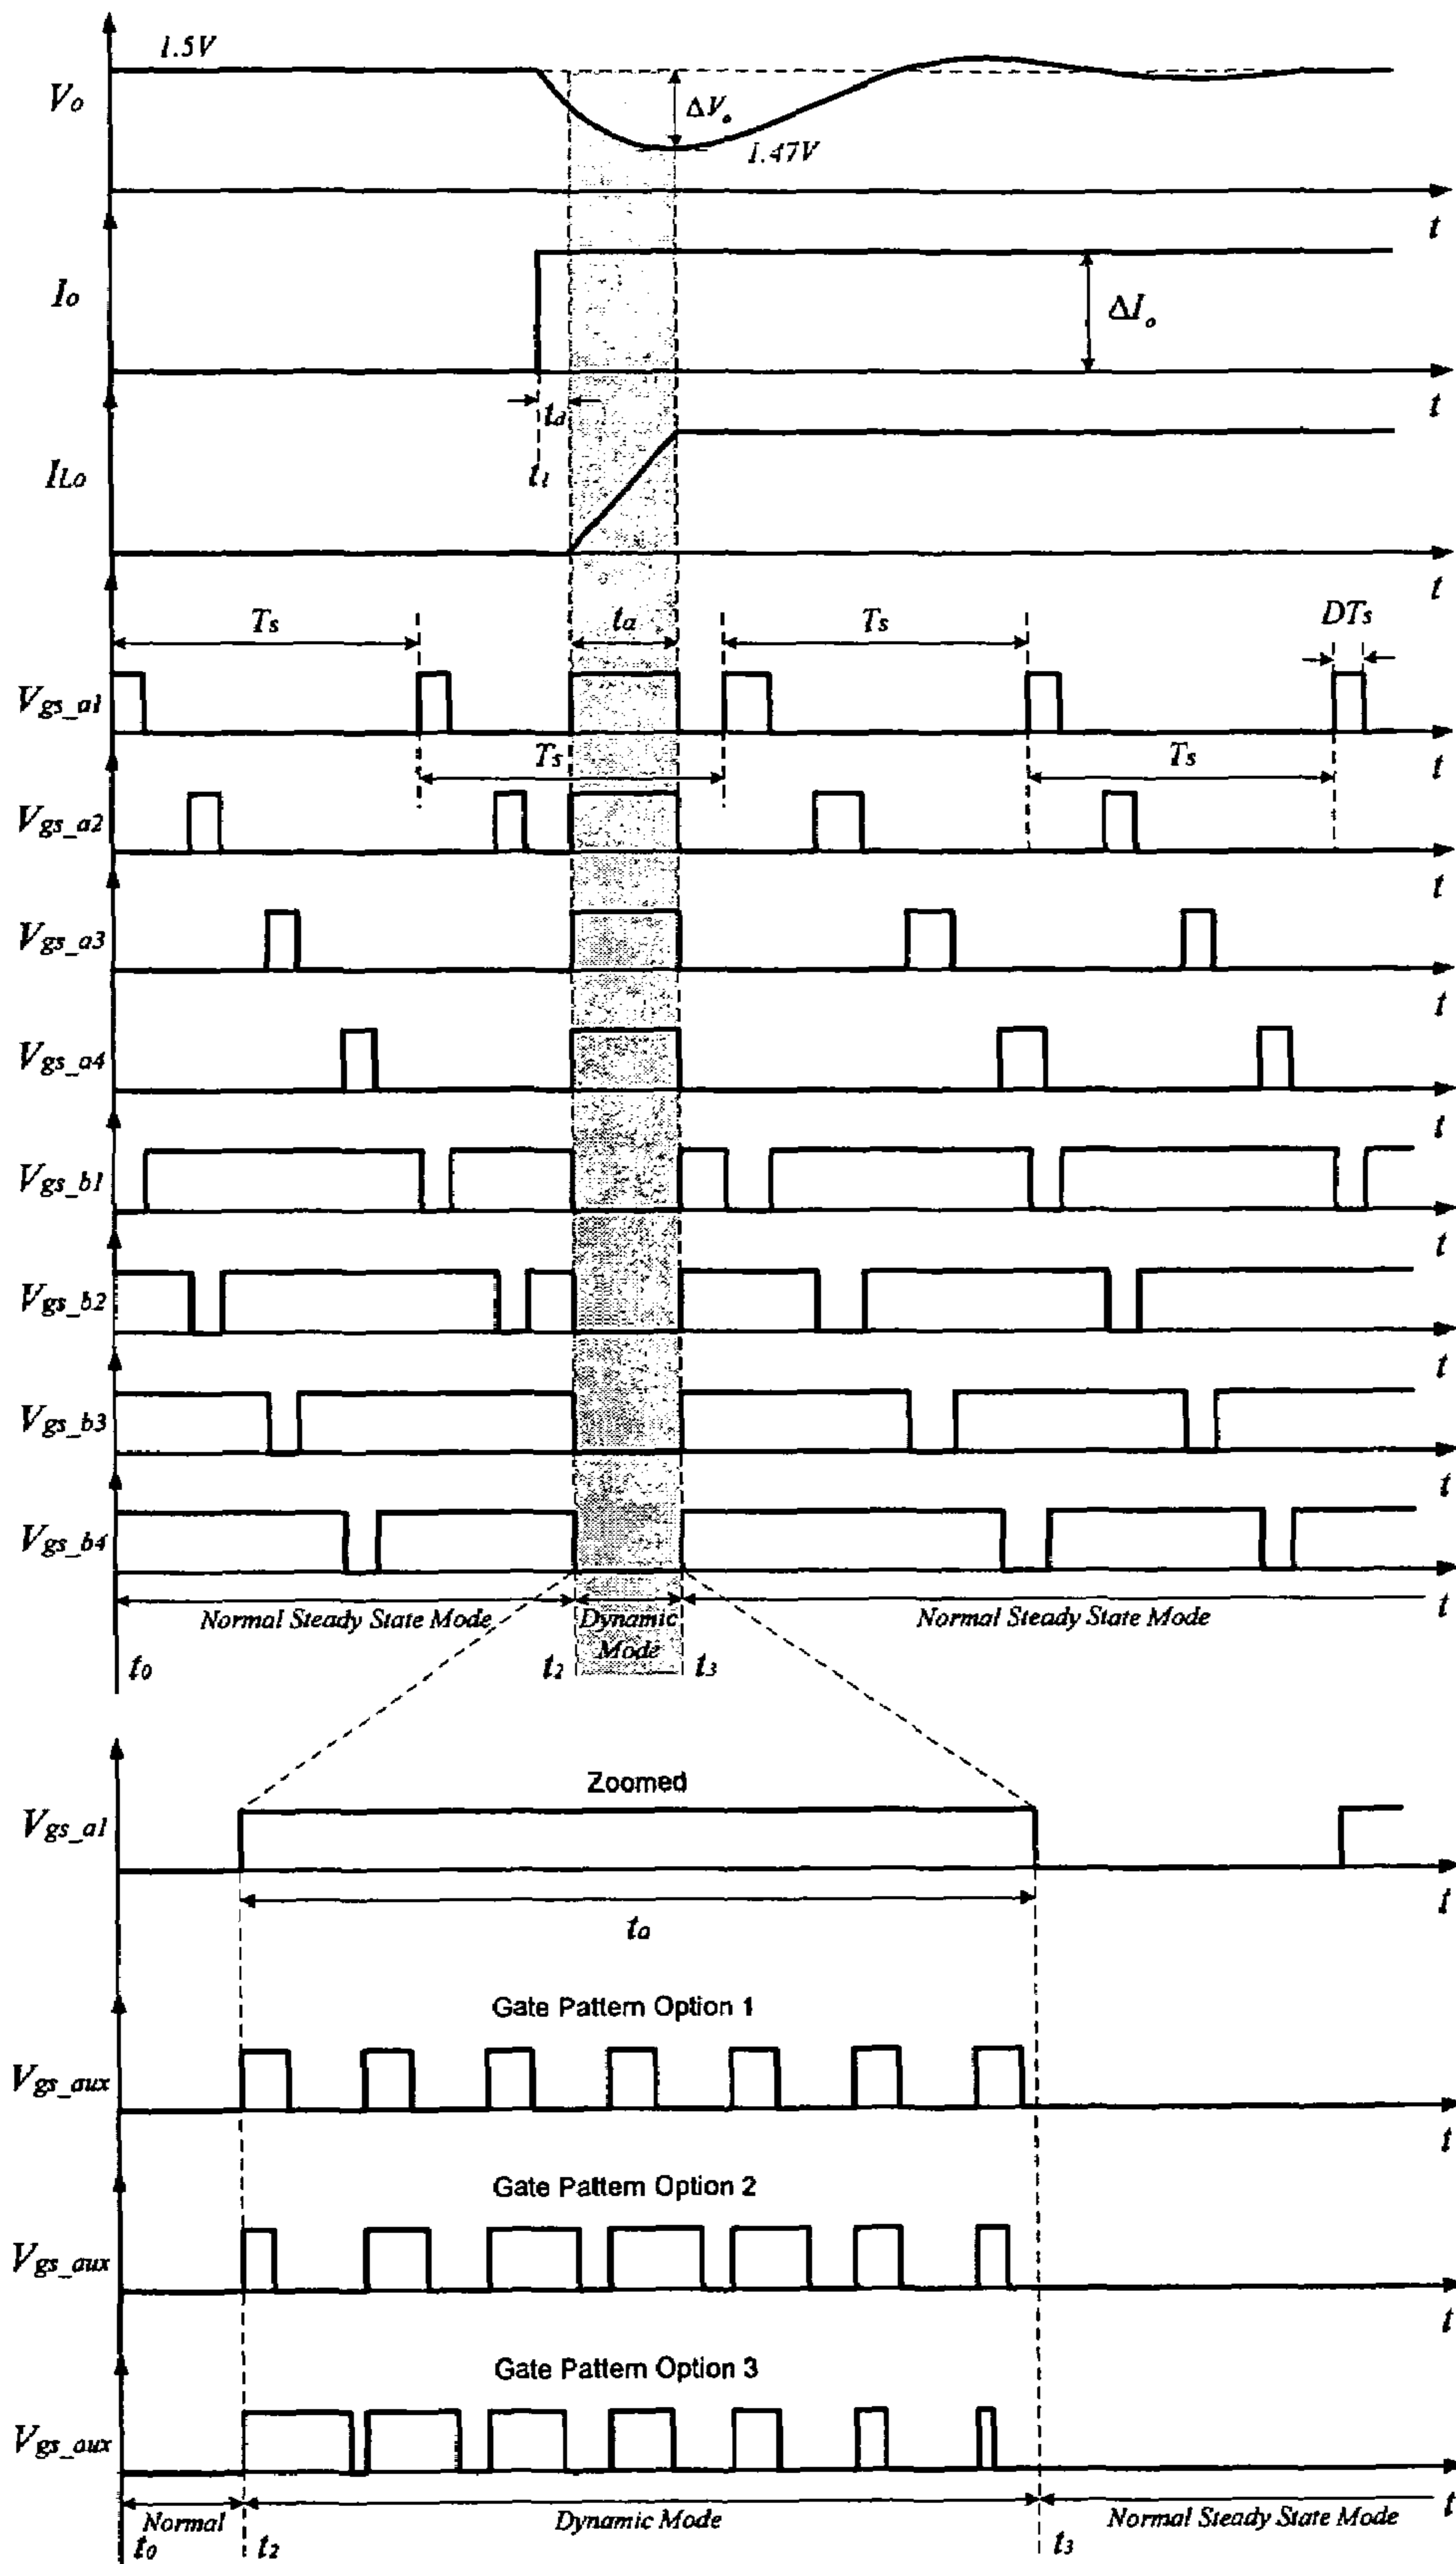 1.5V
Vo
ΔVo
1.47V
t
Io
ΔIo
t
td
t1
ILo
t
Ts
ta
Ts
DTs
Vgs_a1
t
Ts
Ts
Vgs_a2
t
Vgs_a3
t
Vgs_a4
t
Vgs_b1
t
Vgs_b2
t
Vgs_b3
t
Vgs_b4
t
Normal Steady State Mode
Dynamic Mode
Normal Steady State Mode
t0
t2
t3
Zoomed
Vgs_a1
t
ta
Gate Pattern Option 1
Vgs_aux
t
Gate Pattern Option 2
Vgs_aux
t
Gate Pattern Option 3
Vgs_aux
t
Normal
Dynamic Mode
Normal Steady State Mode
t0
t2
t3